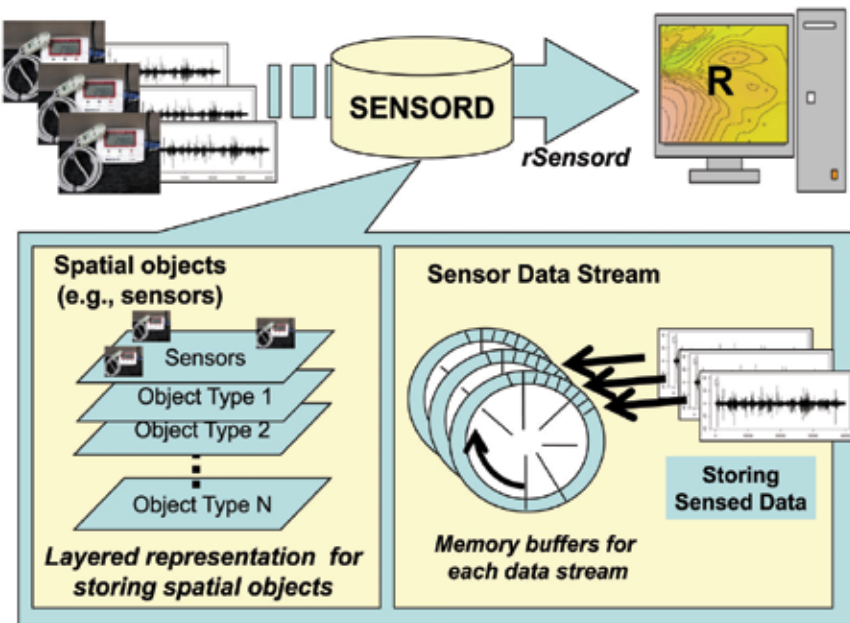 SENSORD
R
rSensord
Spatial objects
(e.g., sensors)
Sensors
Object Type 1
Object Type 2
Object Type N
Layered representation for
storing spatial objects
Sensor Data Stream
Storing
Sensed Data
Memory buffers for
each data stream